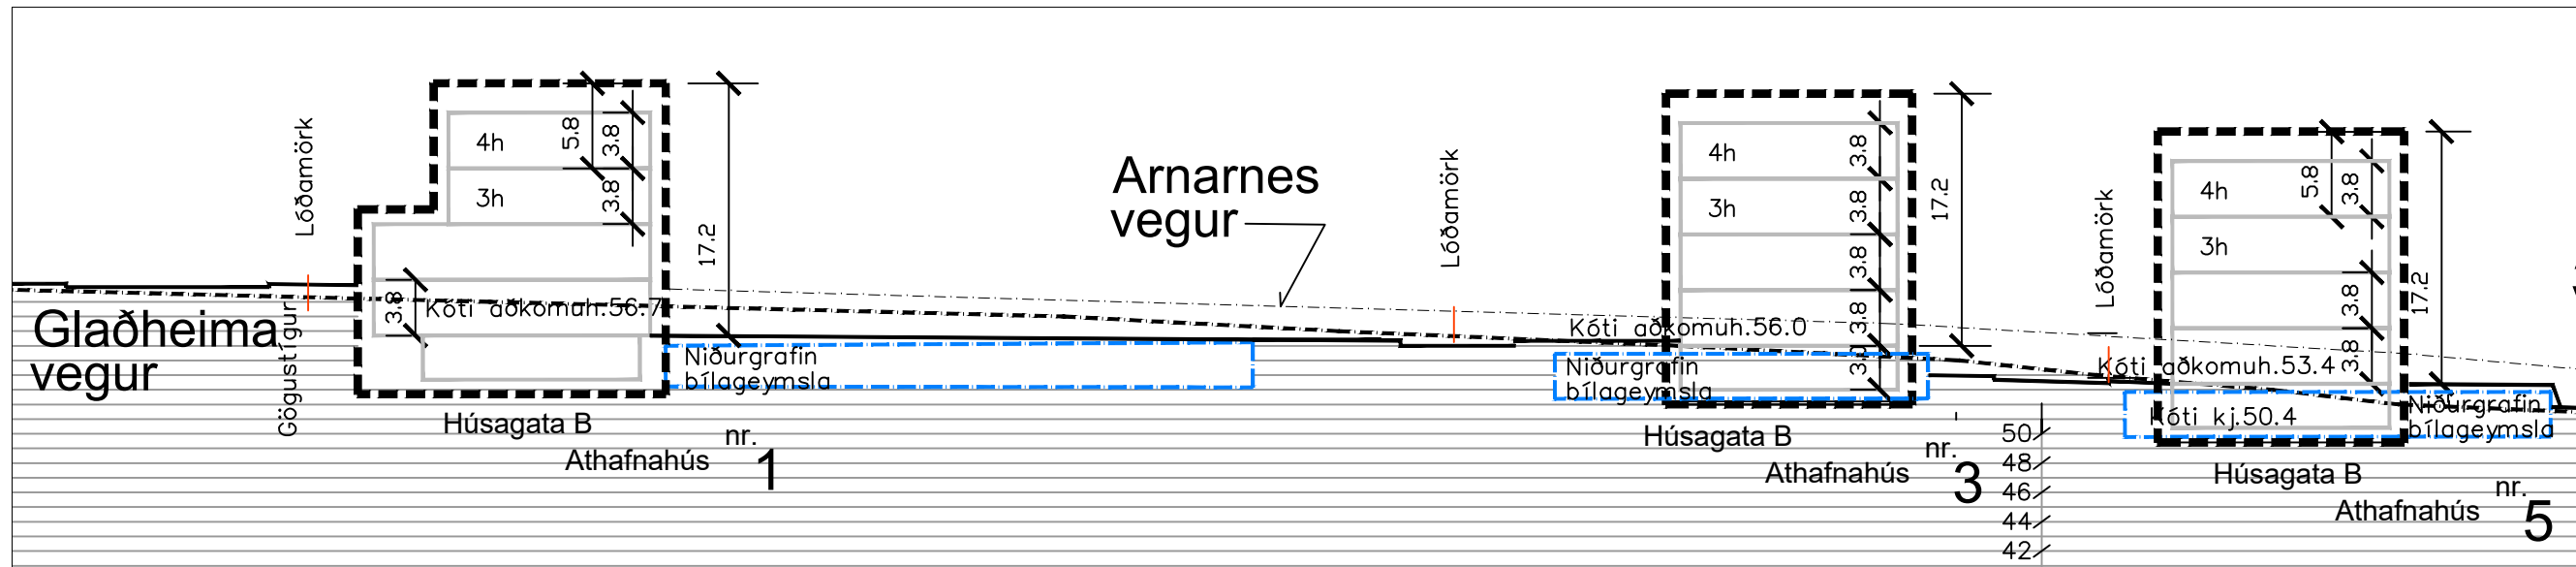 Lóðamörk
4h
3h
5.8
3.8
3.8
17.2
3.8
Kóti aðkomuh.56.7
Glaðheima
vegur
Gögustígur
Niðurgrafin
bílageymsla
Húsagata B
nr.
Athafnahús
1
Arnarnes
vegur
Lóðamörk
4h
3h
3.8
3.8
3.8
3.8
17.2
Kóti aðkomuh.56.0
Niðurgrafin
bílageymsla
Húsagata B
nr.
Athafnahús
3
50
48
46
44
42
Lóðamörk
4h
3h
5.8
3.8
3.8
3.8
17.2
Kóti aðkomuh.53.4
Kóti kj.50.4
Niðurgrafin
bílageymsla
Húsagata B
nr.
Athafnahús
5